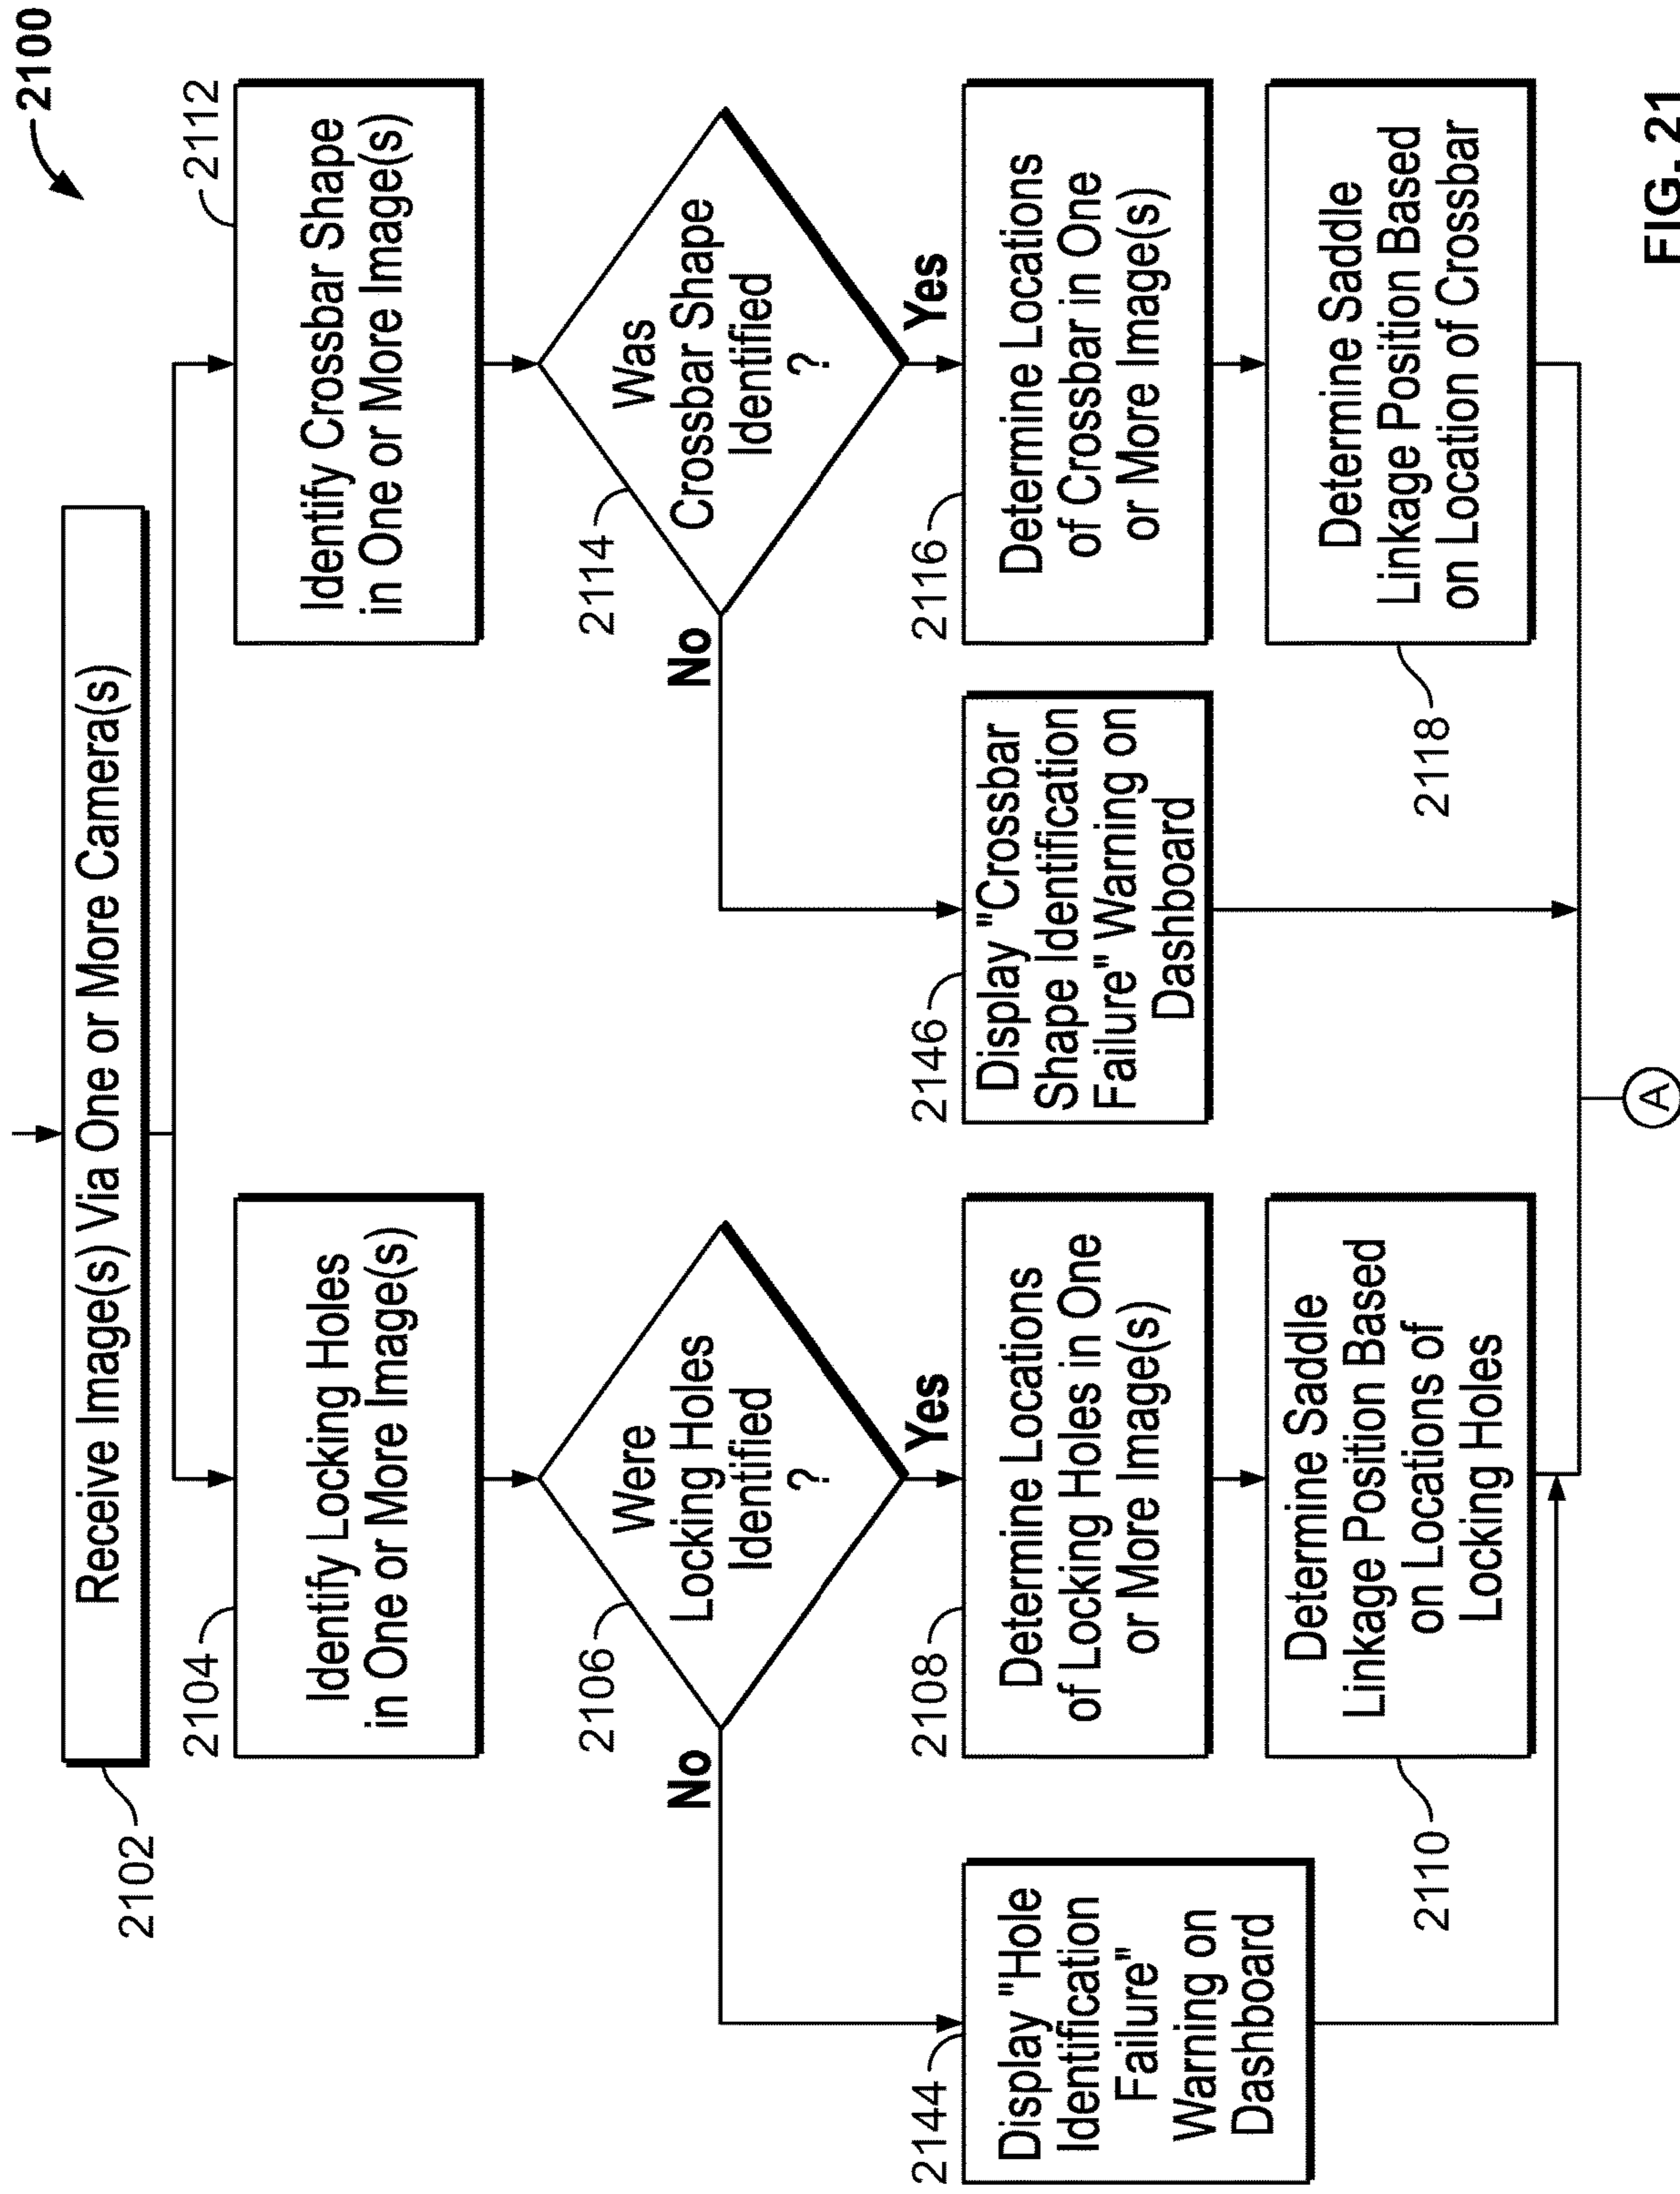 2100
Receive Image(s) Via One or More Camera(s)
2102
2104
Identify Locking Holes
in One or More Image(s)
2112
Identify Crossbar Shape
in One or More Image(s)
2106
Were
Locking Holes
Identified
?
No
Yes
2114
Was
Crossbar Shape
Identified
?
No
Yes
2144
Display "Hole
Identification
Failure"
Warning on
Dashboard
2108
Determine Locations
of Locking Holes in One
or More Image(s)
2146
Display "Crossbar
Shape Identification
Failure" Warning on
Dashboard
2116
Determine Locations
of Crossbar in One
or More Image(s)
2110
Determine Saddle
Linkage Position Based
on Locations of
Locking Holes
2118
Determine Saddle
Linkage Position Based
on Location of Crossbar
A
FIG. 21